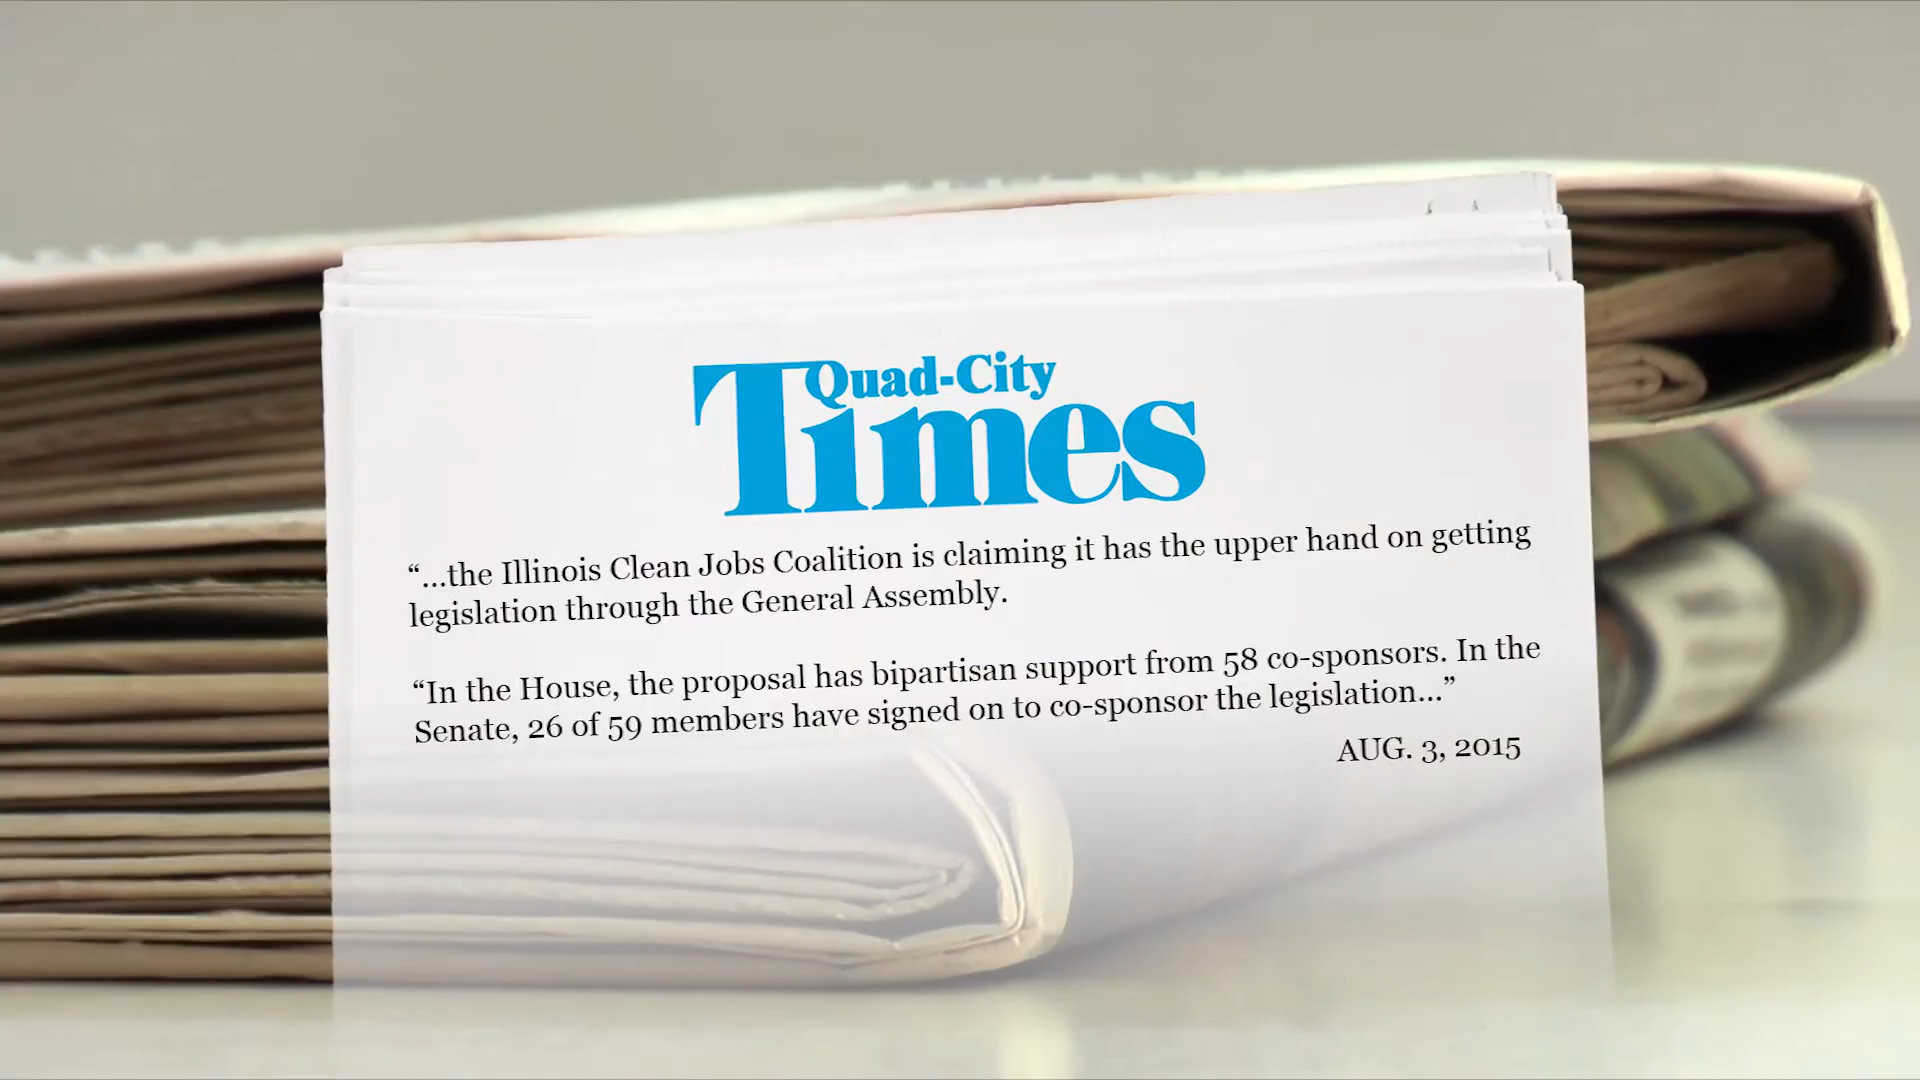 Quad-City
Times
“...the Illinois Clean Jobs Coalition is claiming it has the upper hand on getting
legislation through the General Assembly.
“In the House, the proposal has bipartisan support from 58 co-sponsors. In the
Senate, 26 of 59 members have signed on to co-sponsor the legislation...”
AUG. 3, 2015